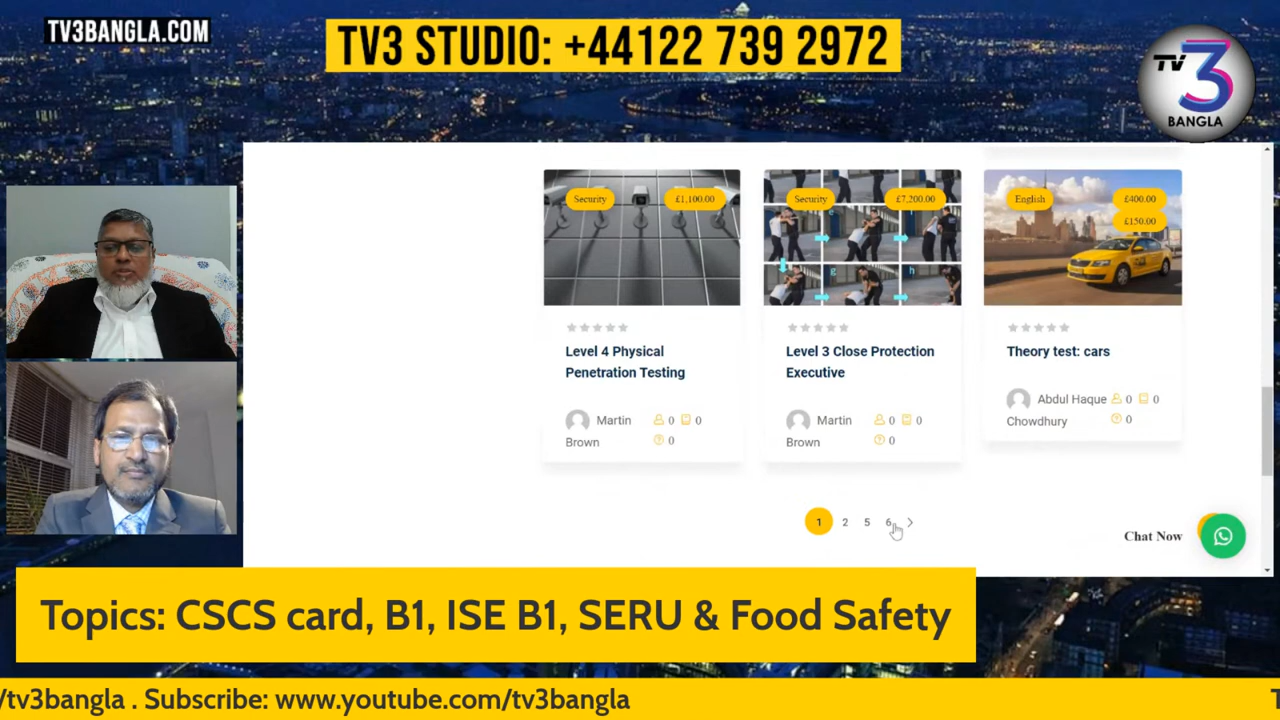 TV3BANGLA.COM
TV3 STUDIO: +44122 739 2972
TV 3
BANGLA
Security
£1,100.00
Security
£7,200.00
English
£400.00
£150.00
Level 4 Physical
Penetration Testing
Level 3 Close Protection
Executive
Theory test: cars
Martin
Brown
0
0
0
Martin
Brown
0
0
0
Abdul Haque
Chowdhury
0
0
0
1 2 5 6
Chat Now
Topics: CSCS card, B1, ISE B1, SERU & Food Safety
/tv3bangla . Subscribe: www.youtube.com/tv3bangla